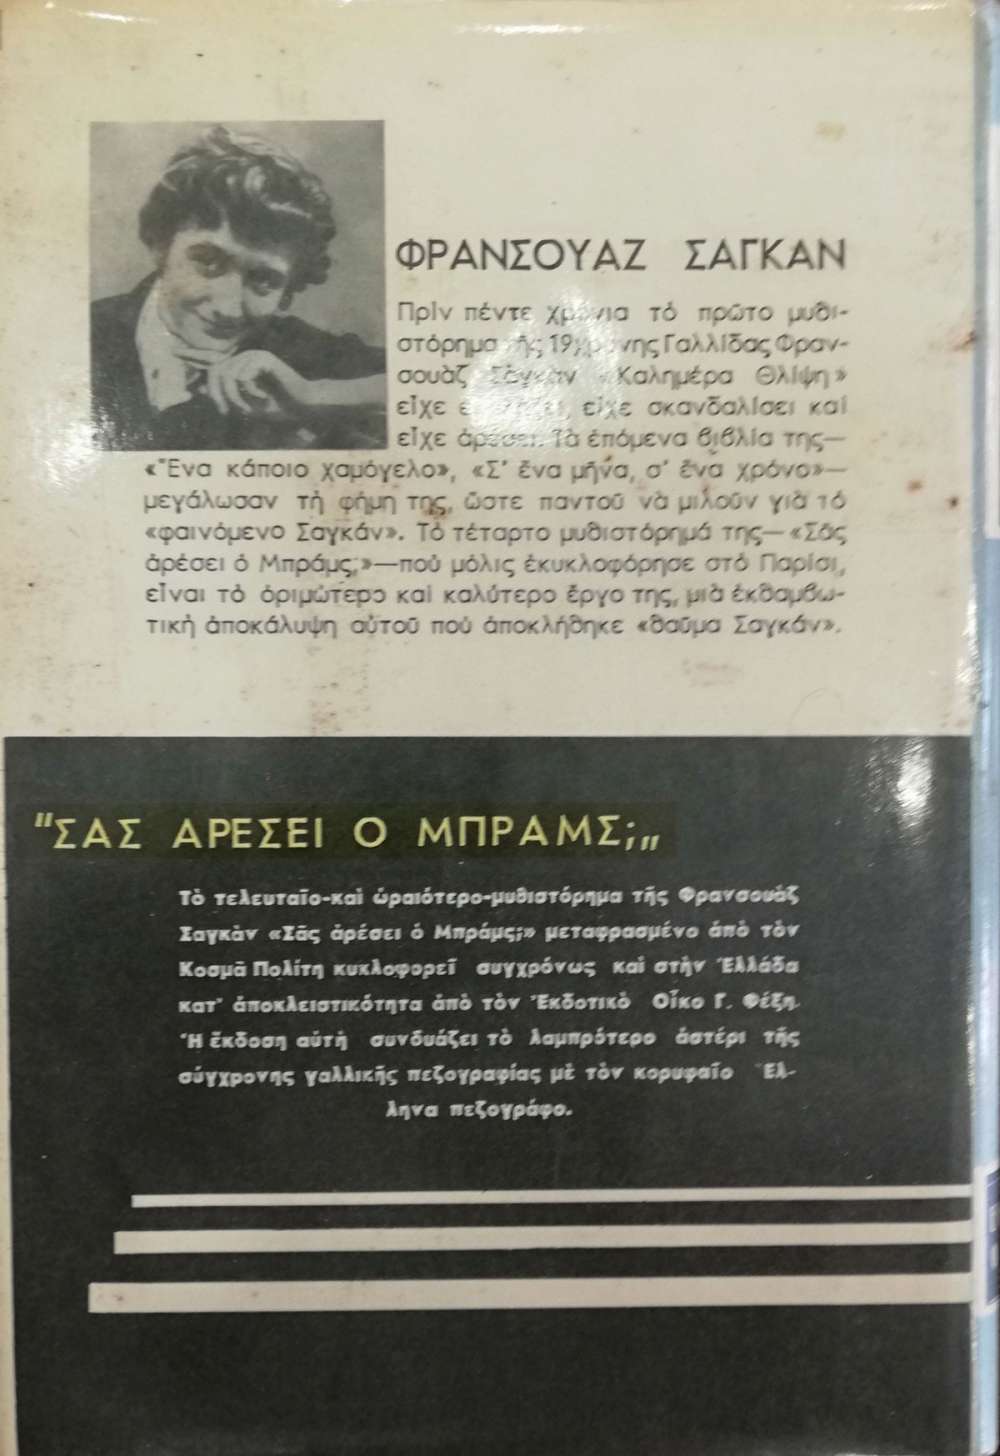 ΦΡΑΝΣΟΥΑΖ ΣΑΓΚΑΝ
Πρὶν πέντε χρόνια τὸ πρῶτο μυθι-
στόρημα τῆς 19χρονης Γαλλίδας Φραν-
σουὰζ Σαγκὰν «Καλημέρα Θλίψη»
εἶχε εἶχε σκανδαλίσει καὶ
εἶχε ἀρέσει. Τὰ ἑπόμενα βιβλία της—
«Ἕνα κάποιο χαμόγελο», «Σ' ἕνα μῆνα, σ' ἕνα χρόνο»—
μεγάλωσαν τὴ φήμη της, ὥστε παντοῦ νὰ μιλοῦν γιὰ τὸ
«φαινόμενο Σαγκάν». Τὸ τέταρτο μυθιστόρημά της—«Σᾶς
ἀρέσει ὁ Μπράμς;»—ποὺ μόλις ἐκυκλοφόρησε στὸ Παρίσι,
εἶναι τὸ ὁριμώτερο καὶ καλύτερο ἔργο της, μιὰ ἐκθαμβω-
τικὴ ἀποκάλυψη αὐτοῦ ποὺ ἀποκλήθηκε «θαῦμα Σαγκάν».
"ΣΑΣ ΑΡΕΣΕΙ Ο ΜΠΡΑΜΣ;„
Τὸ τελευταῖο-καὶ ὡραιότερο-μυθιστόρημα τῆς Φρανσουὰζ
Σαγκὰν «Σᾶς ἀρέσει ὁ Μπράμς;» μεταφρασμένο ἀπὸ τὸν
Κοσμᾶ Πολίτη κυκλοφορεῖ συγχρόνως καὶ στὴν Ἑλλάδα
κατ' ἀποκλειστικότητα ἀπὸ τὸν Ἐκδοτικὸ Οἶκο Γ. Φέξη.
Ἡ ἔκδοση αὐτὴ συνδυάζει τὸ λαμπρότερο ἀστέρι τῆς
σύγχρονης γαλλικῆς πεζογραφίας μὲ τὸν κορυφαῖο Ἕλ-
ληνα πεζογράφο.